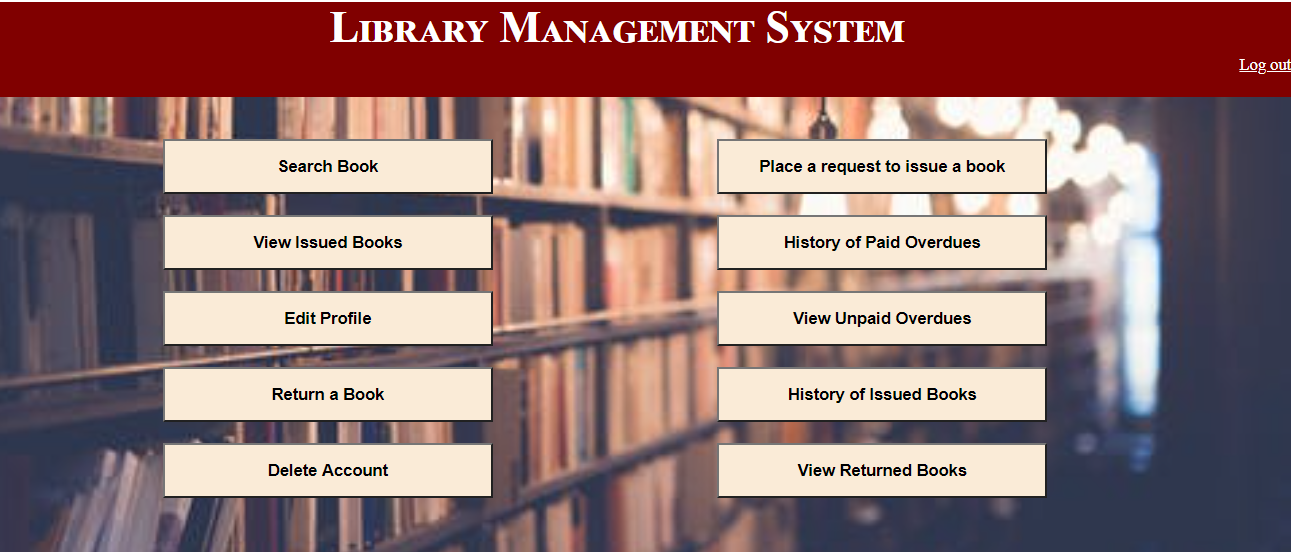 Library Management System
Log out
Search Book
Place a request to issue a book
View Issued Books
History of Paid Overdues
Edit Profile
View Unpaid Overdues
Return a Book
History of Issued Books
Delete Account
View Returned Books